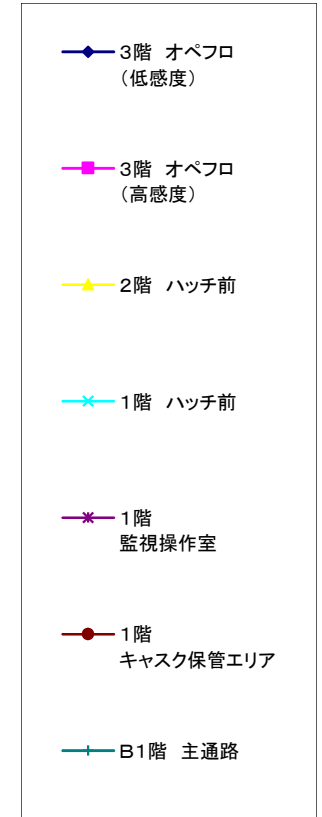 3階 オペフロ
(低感度)
3階 オペフロ
(高感度)
2階 ハッチ前
1階 ハッチ前
1階
監視操作室
1階
キャスク保管エリア
B1階 主通路